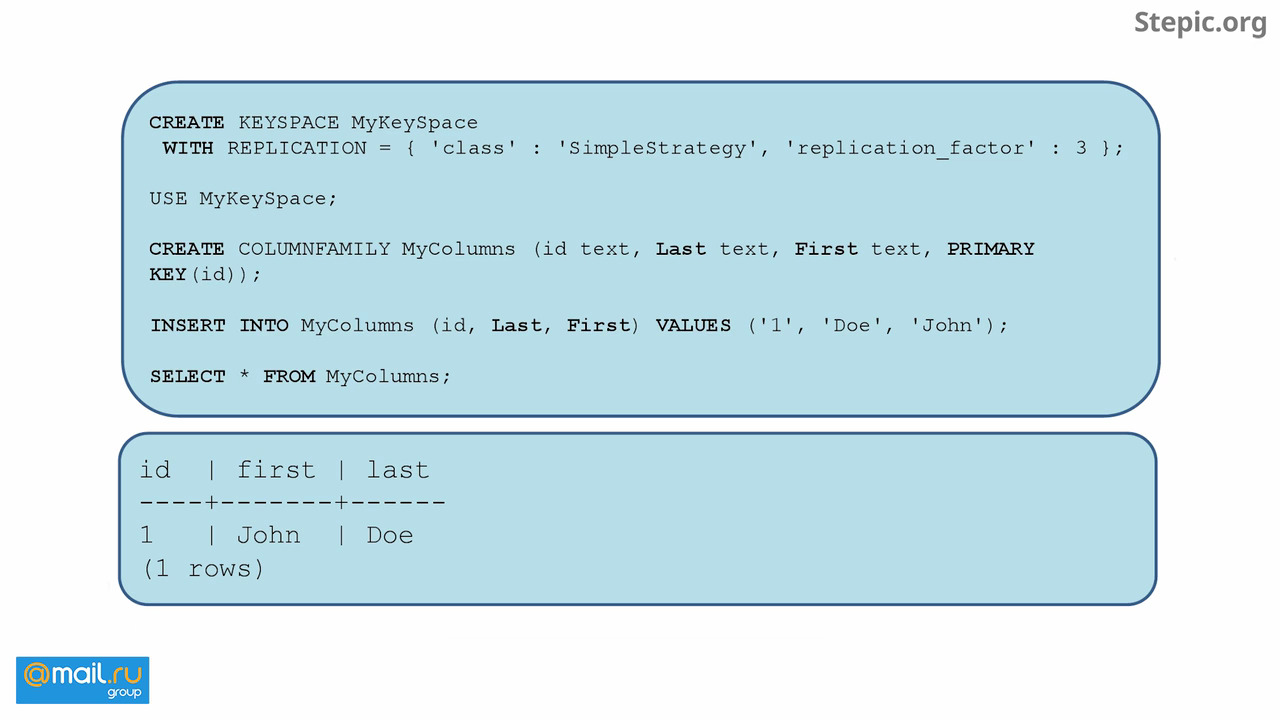 Stepic.org
CREATE KEYSPACE MyKeySpace
WITH REPLICATION = { 'class' : 'SimpleStrategy', 'replication_factor' : 3 };
USE MyKeySpace;
CREATE COLUMNFAMILY MyColumns (id text, Last text, First text, PRIMARY
KEY(id));
INSERT INTO MyColumns (id, Last, First) VALUES ('1', 'Doe', 'John');
SELECT * FROM MyColumns;
id  | first | last
----+-------+------
1   | John  | Doe
(1 rows)
@mail.ru
group